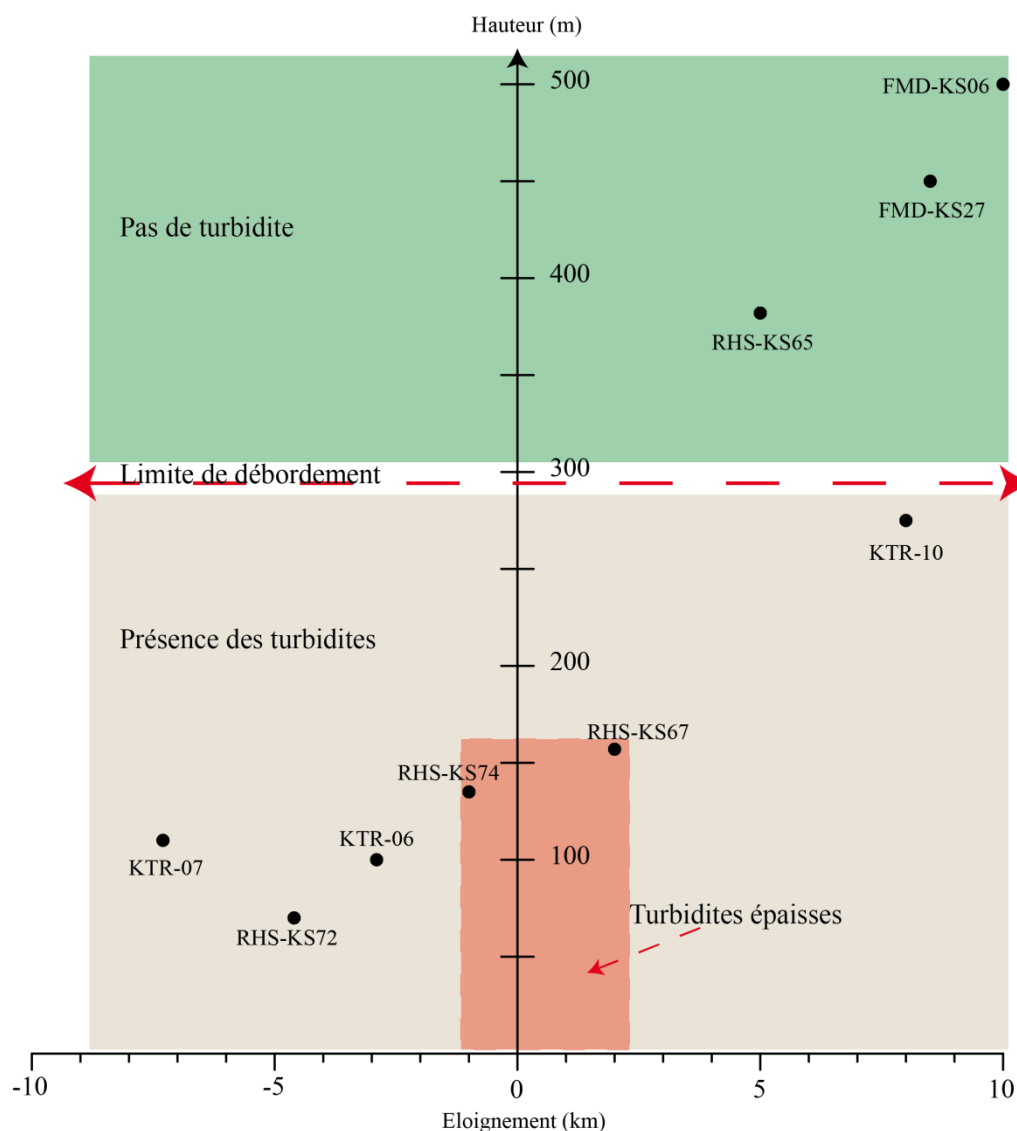 Hauteur (m)
500
FMD-KS06
FMD-KS27
Pas de turbidite
400
RHS-KS65
300
Limite de débordement
KTR-10
Présence des turbidites
200
RHS-KS67
RHS-KS74
KTR-06
KTR-07
100
Turbidites épaisses
RHS-KS72
-10
-5
0
5
10
Eloignement (km)